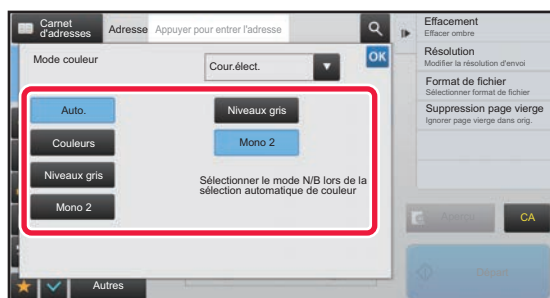 Carnet
d'adresses
Adresse
Appuyer pour entrer l'adresse
Mode couleur
Cour.élect.
OK
Auto.
Niveaux gris
Couleurs
Mono 2
Niveaux gris
Sélectionner le mode N/B lors de la
sélection automatique de couleur
Mono 2
Autres
Effacement
Effacer ombre
Résolution
Modifier la résolution d'envoi
Format de fichier
Sélectionner format de fichier
Suppression page vierge
Ignorer page vierge dans orig.
Aperçu
CA
Départ